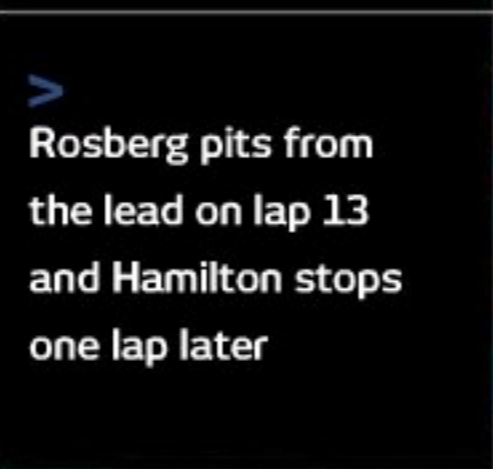 >
Rosberg pits from
the lead on lap 13
and Hamilton stops
one lap later